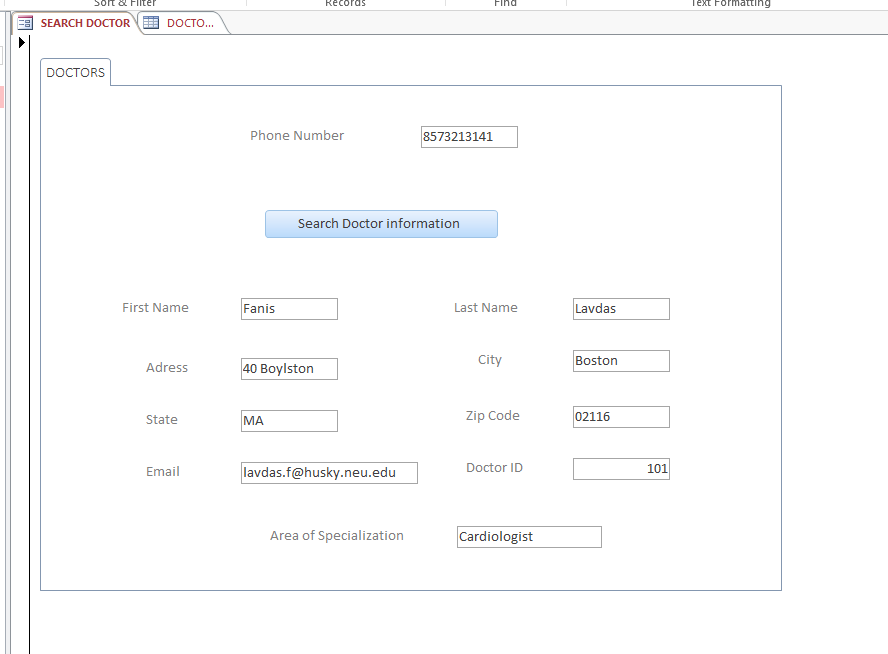 Sort & Filter Records Find Text Formatting
SEARCH DOCTOR DOCTO...
DOCTORS
Phone Number 8573213141
Search Doctor information
First Name Fanis Last Name Lavdas
Adress 40 Boylston City Boston
State MA Zip Code 02116
Email lavdas.f@husky.neu.edu Doctor ID 101
Area of Specialization Cardiologist